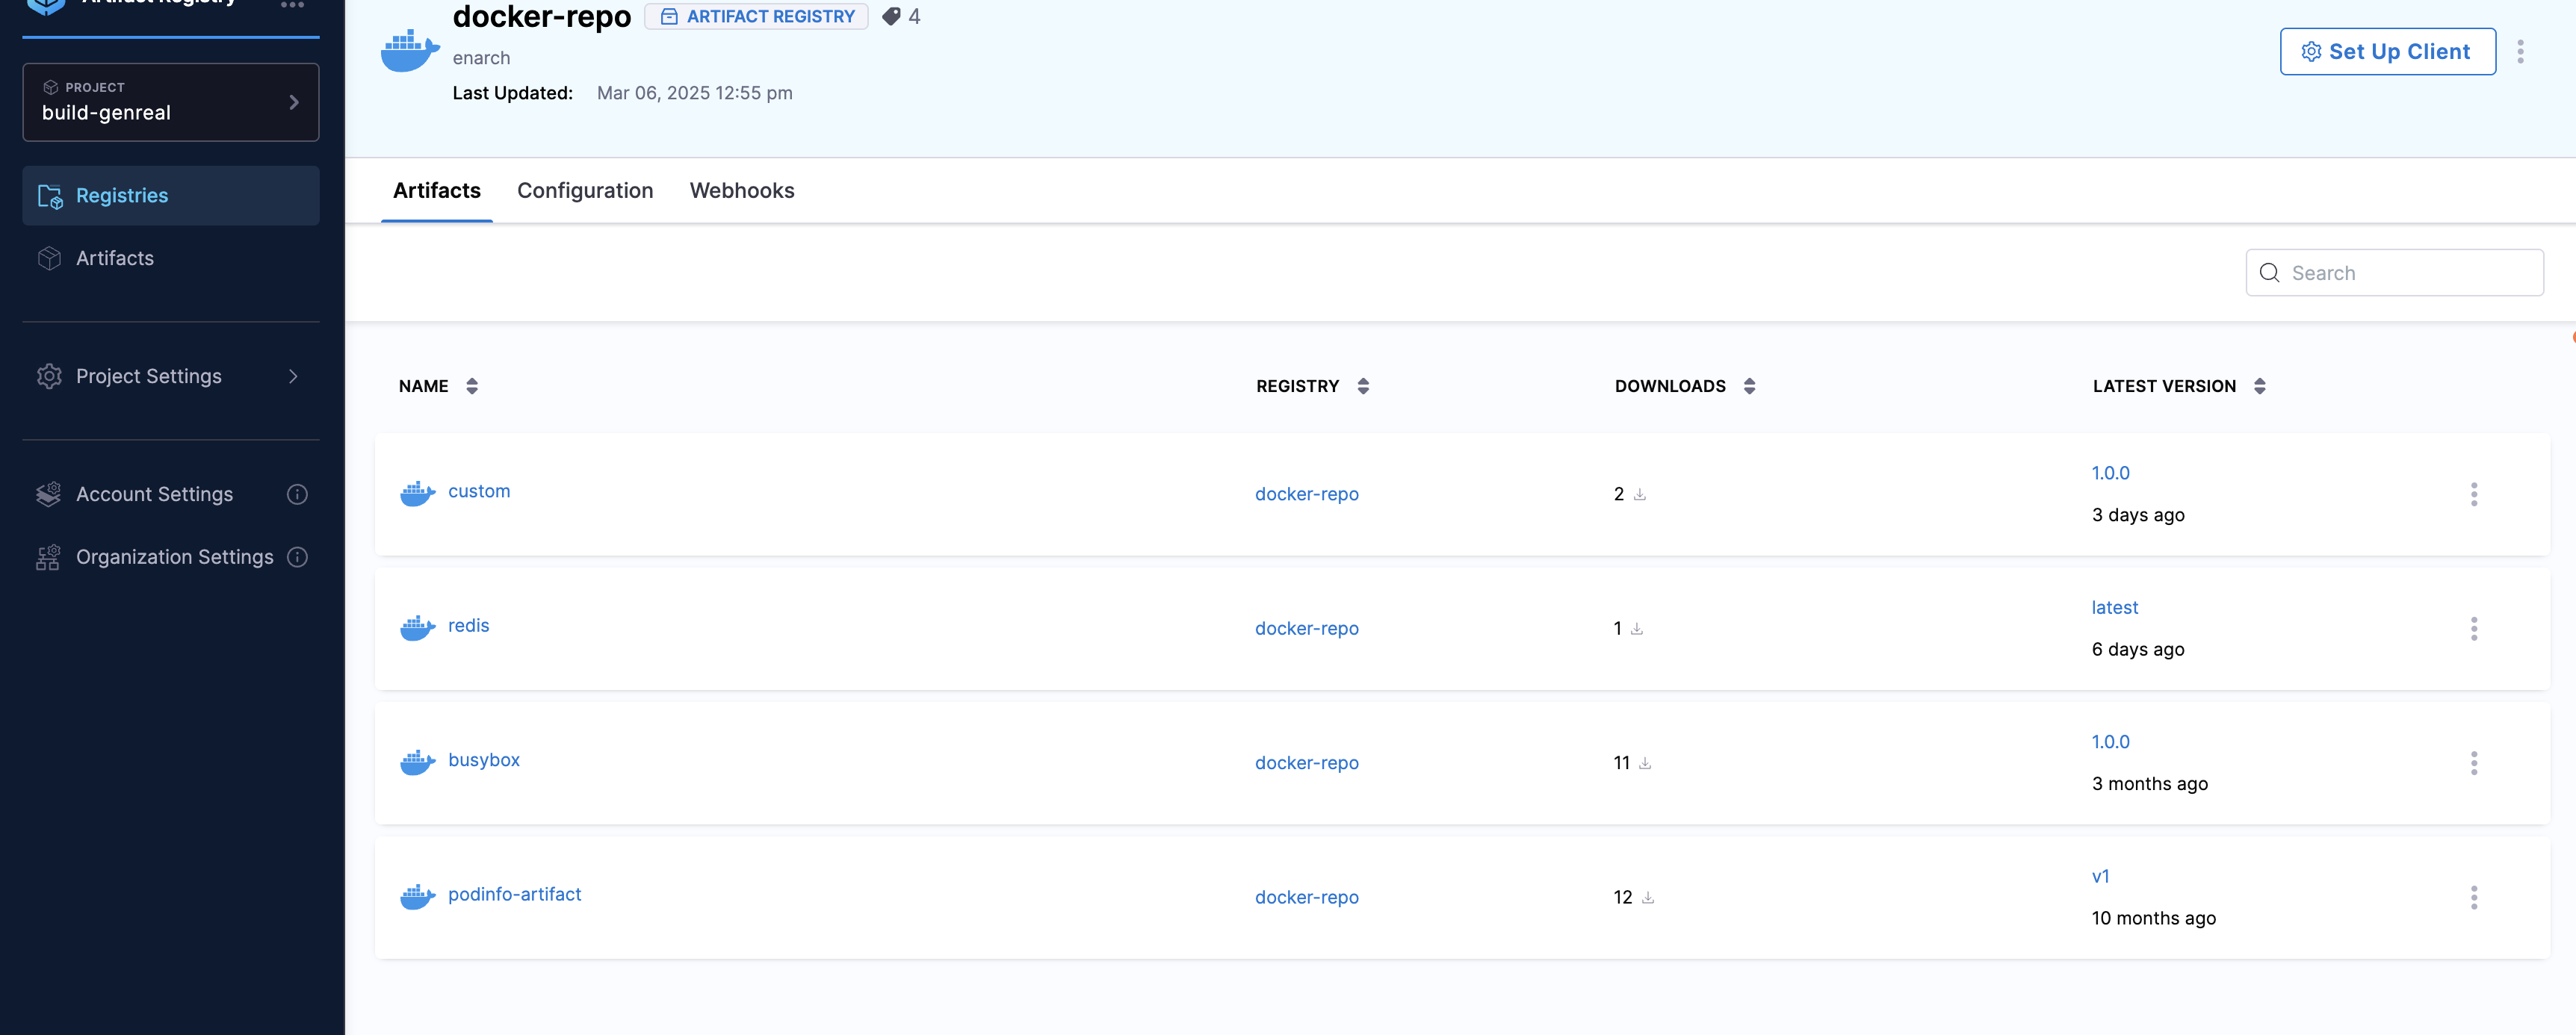 Artifact Registry
PROJECT
build-genreal
Registries
Artifacts
Project Settings
Account Settings
Organization Settings
docker-repo ARTIFACT REGISTRY 4
enarch
Last Updated: Mar 06, 2025 12:55 pm
Set Up Client
Artifacts Configuration Webhooks
Search
NAME REGISTRY DOWNLOADS LATEST VERSION
custom docker-repo 2 1.0.0
3 days ago
redis docker-repo 1 latest
6 days ago
busybox docker-repo 11 1.0.0
3 months ago
podinfo-artifact docker-repo 12 v1
10 months ago